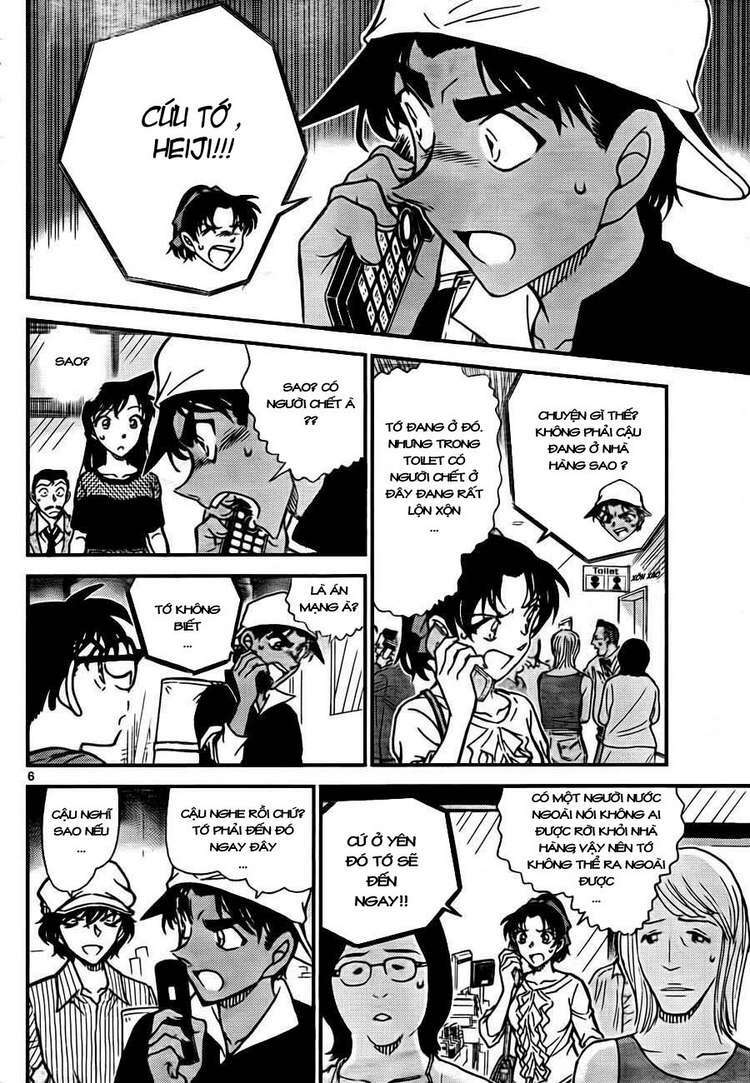 CỨU TỚ,
HEIJI!!!
CHUYỆN GÌ THẾ?
KHÔNG PHẢI CẬU
ĐANG Ở NHÀ
HÀNG SAO?
TỚ ĐANG Ở ĐÓ.
NHƯNG TRONG
TOILET CÓ
NGƯỜI CHẾT. Ở
ĐÂY ĐANG RẤT
LỘN XỘN
...
Toilet
XÔN XAO
SAO? CÓ
NGƯỜI CHẾT À
??
SAO?
LÀ ÁN
MẠNG À?
TỚ KHÔNG
BIẾT
...
6
CÓ MỘT NGƯỜI NƯỚC
NGOÀI NÓI KHÔNG AI
ĐƯỢC RỜI KHỎI NHÀ
HÀNG VẬY NÊN TỚ
KHÔNG THỂ RA NGOÀI
ĐƯỢC
...
CỨ Ở YÊN
ĐÓ TỚ SẼ
ĐẾN
NGAY!!
CẬU NGHE RỒI CHỨ?
TỚ PHẢI ĐẾN ĐÓ
NGAY ĐÂY
...
CẬU NGHĨ
SAO NẾU
...